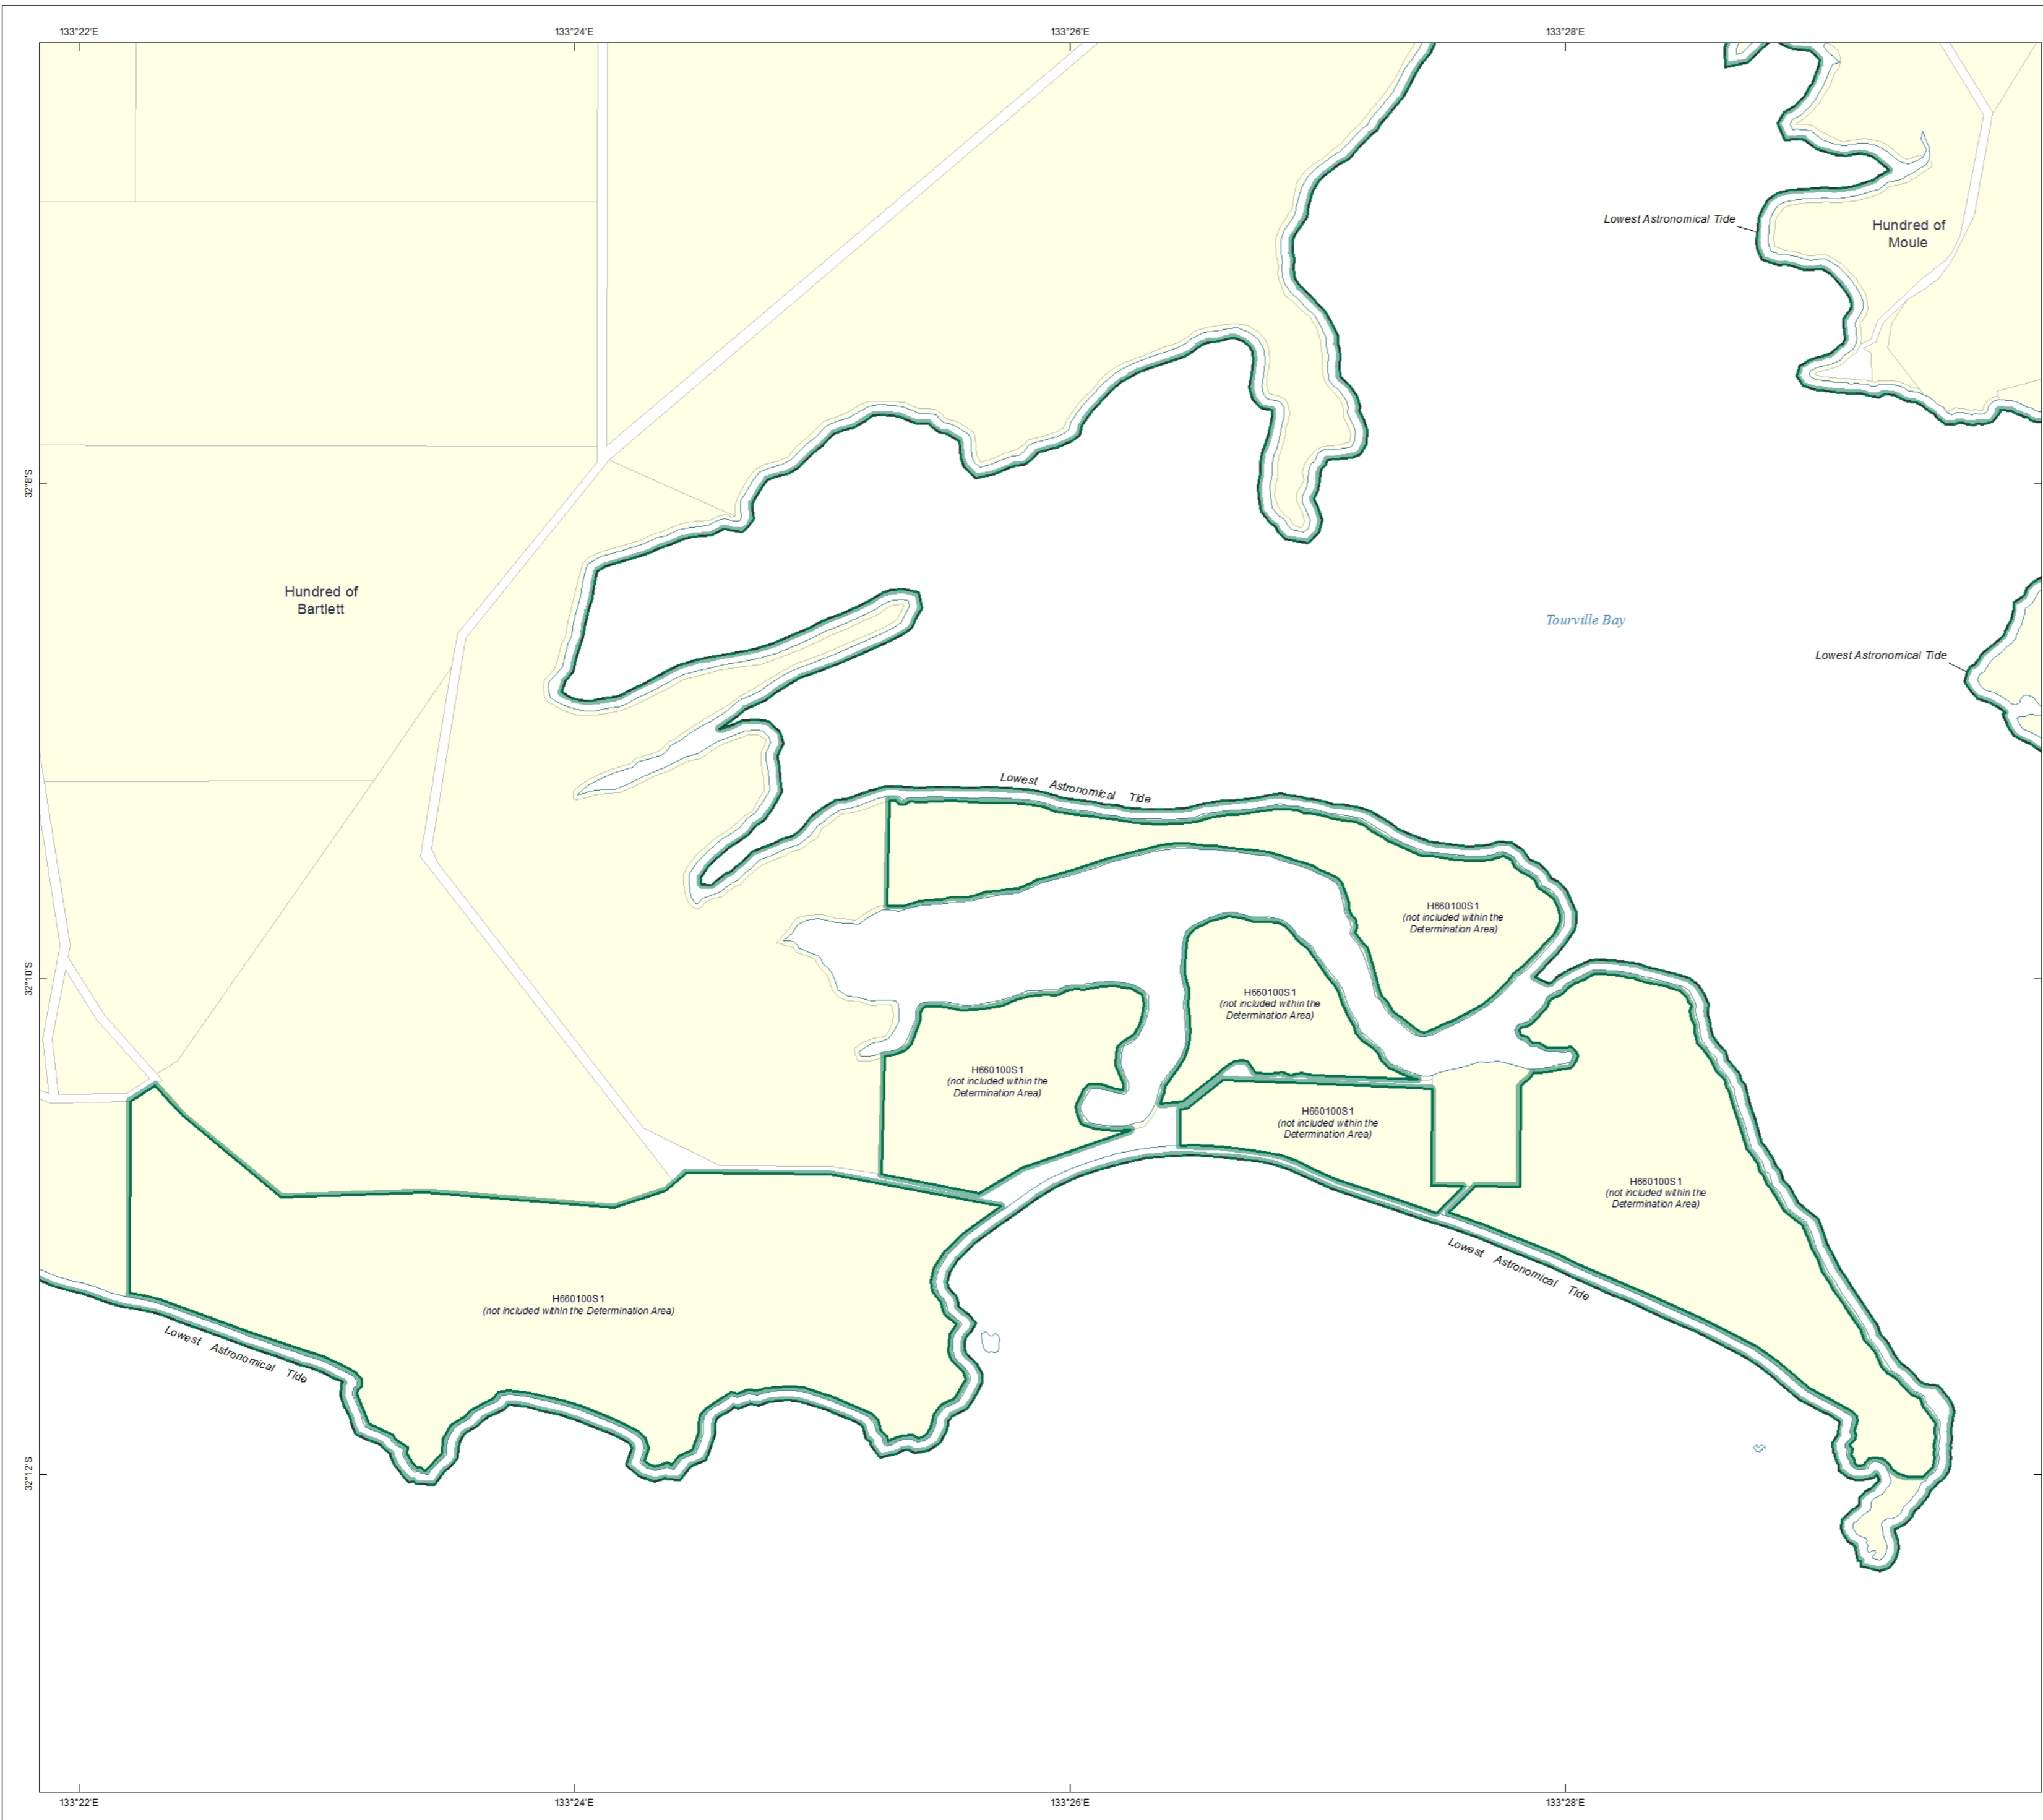 133°22'E
133°24'E
133°26'E
133°28'E
Lowest Astronomical Tide
Hundred of
Moule
32°8'S
Hundred of
Bartlett
Tourville Bay
Lowest Astronomical Tide
Lowest Astronomical Tide
H660100S1
(not included within the
Determination Area)
32°10'S
H660100S1
(not included within the
Determination Area)
H660100S1
(not included within the
Determination Area)
H660100S1
(not included within the
Determination Area)
H660100S1
(not included within the
Determination Area)
Lowest Astronomical Tide
H660100S1
(not included within the Determination Area)
Lowest Astronomical Tide
32°12'S
133°22'E
133°24'E
133°26'E
133°28'E